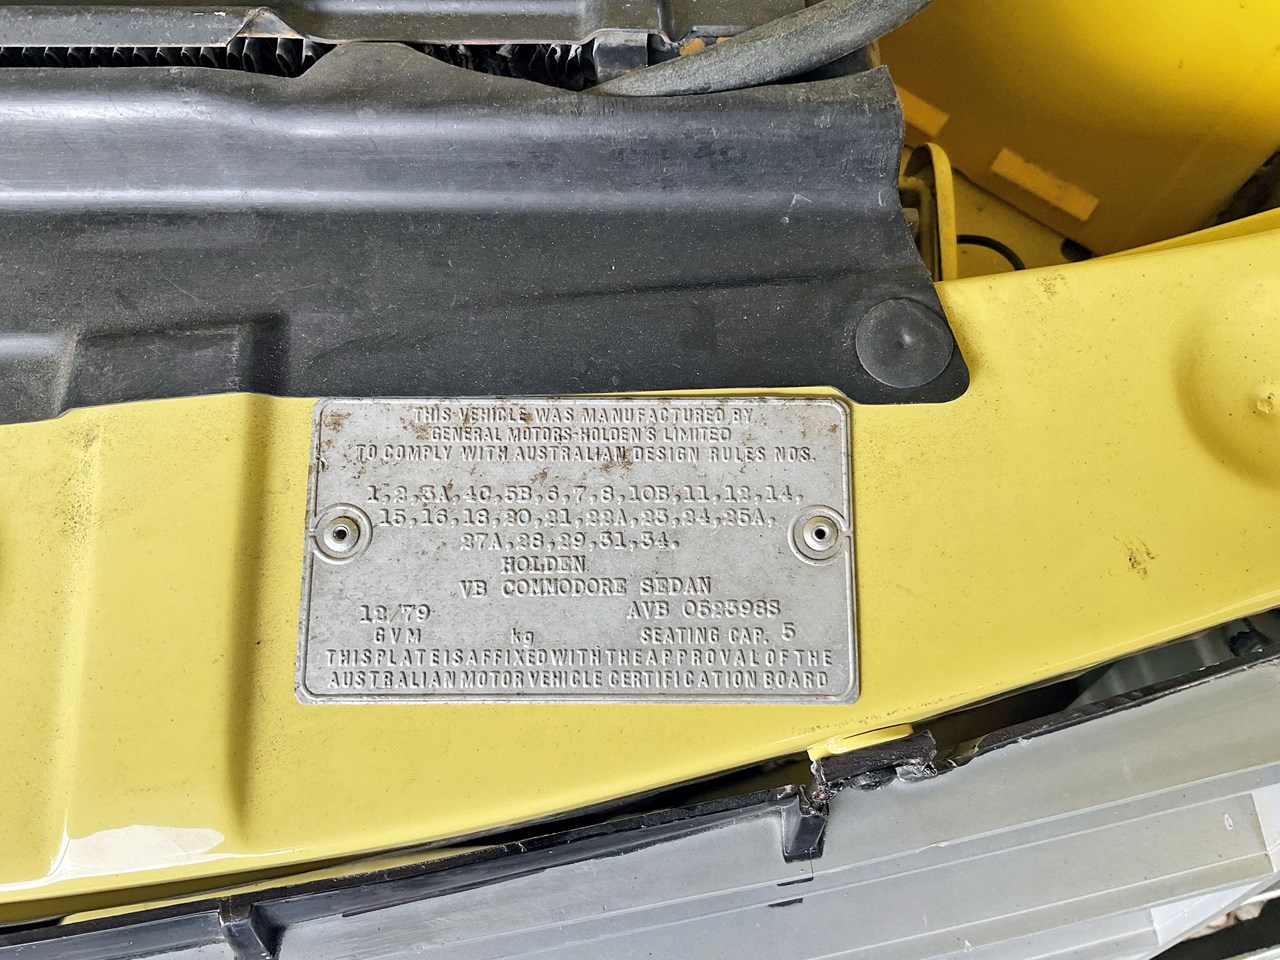 THIS VEHICLE WAS MANUFACTURED BY
GENERAL MOTORS-HOLDEN'S LIMITED
TO COMPLY WITH AUSTRALIAN DESIGN RULES NOS.
1,2,3A,4C,5B,6,7,8,10B,11,12,14,
15,16,18,20,21,22A,23,24,25A,
27A,28,29,31,34.
HOLDEN
VB COMMODORE SEDAN
12/79 AVB 052398S
GVM kg SEATING CAP. 5
THIS PLATE IS AFFIXED WITH THE APPROVAL OF THE
AUSTRALIAN MOTOR VEHICLE CERTIFICATION BOARD